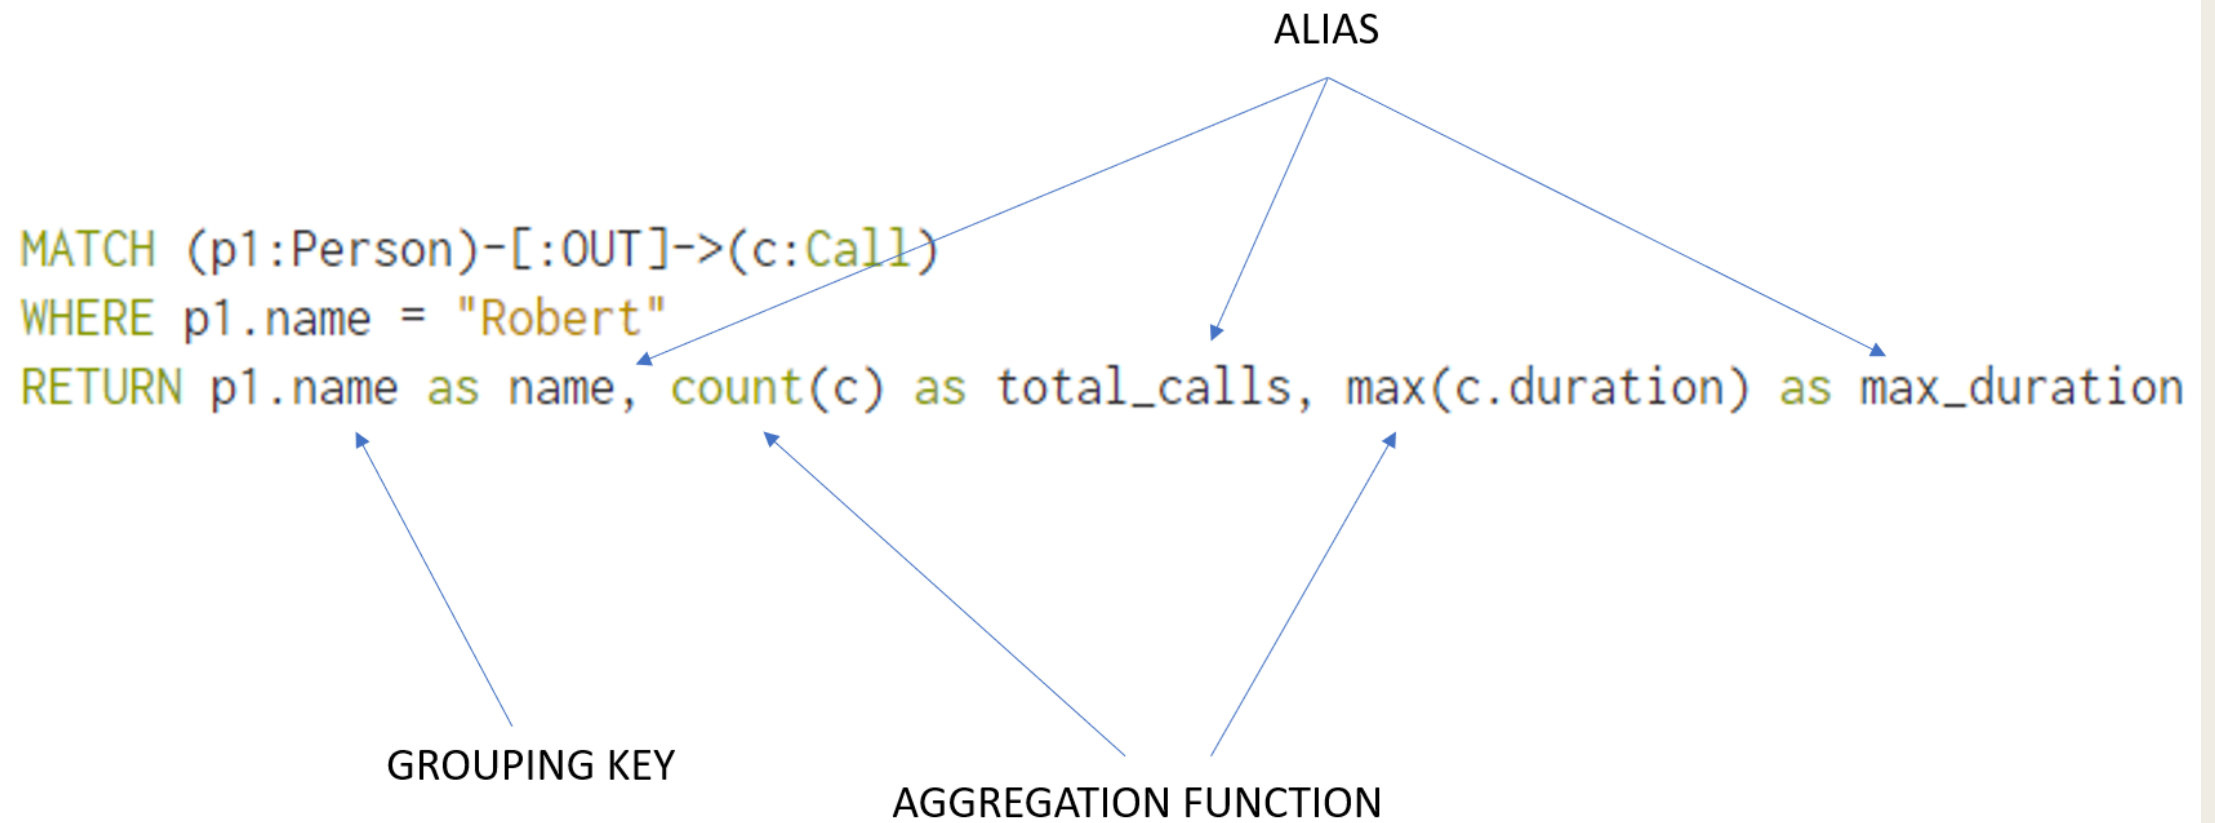 ALIAS
MATCH (p1:Person)-[:OUT]->(c:Call)
WHERE p1.name = "Robert"
RETURN p1.name as name, count(c) as total_calls, max(c.duration) as max_duration
GROUPING KEY
AGGREGATION FUNCTION